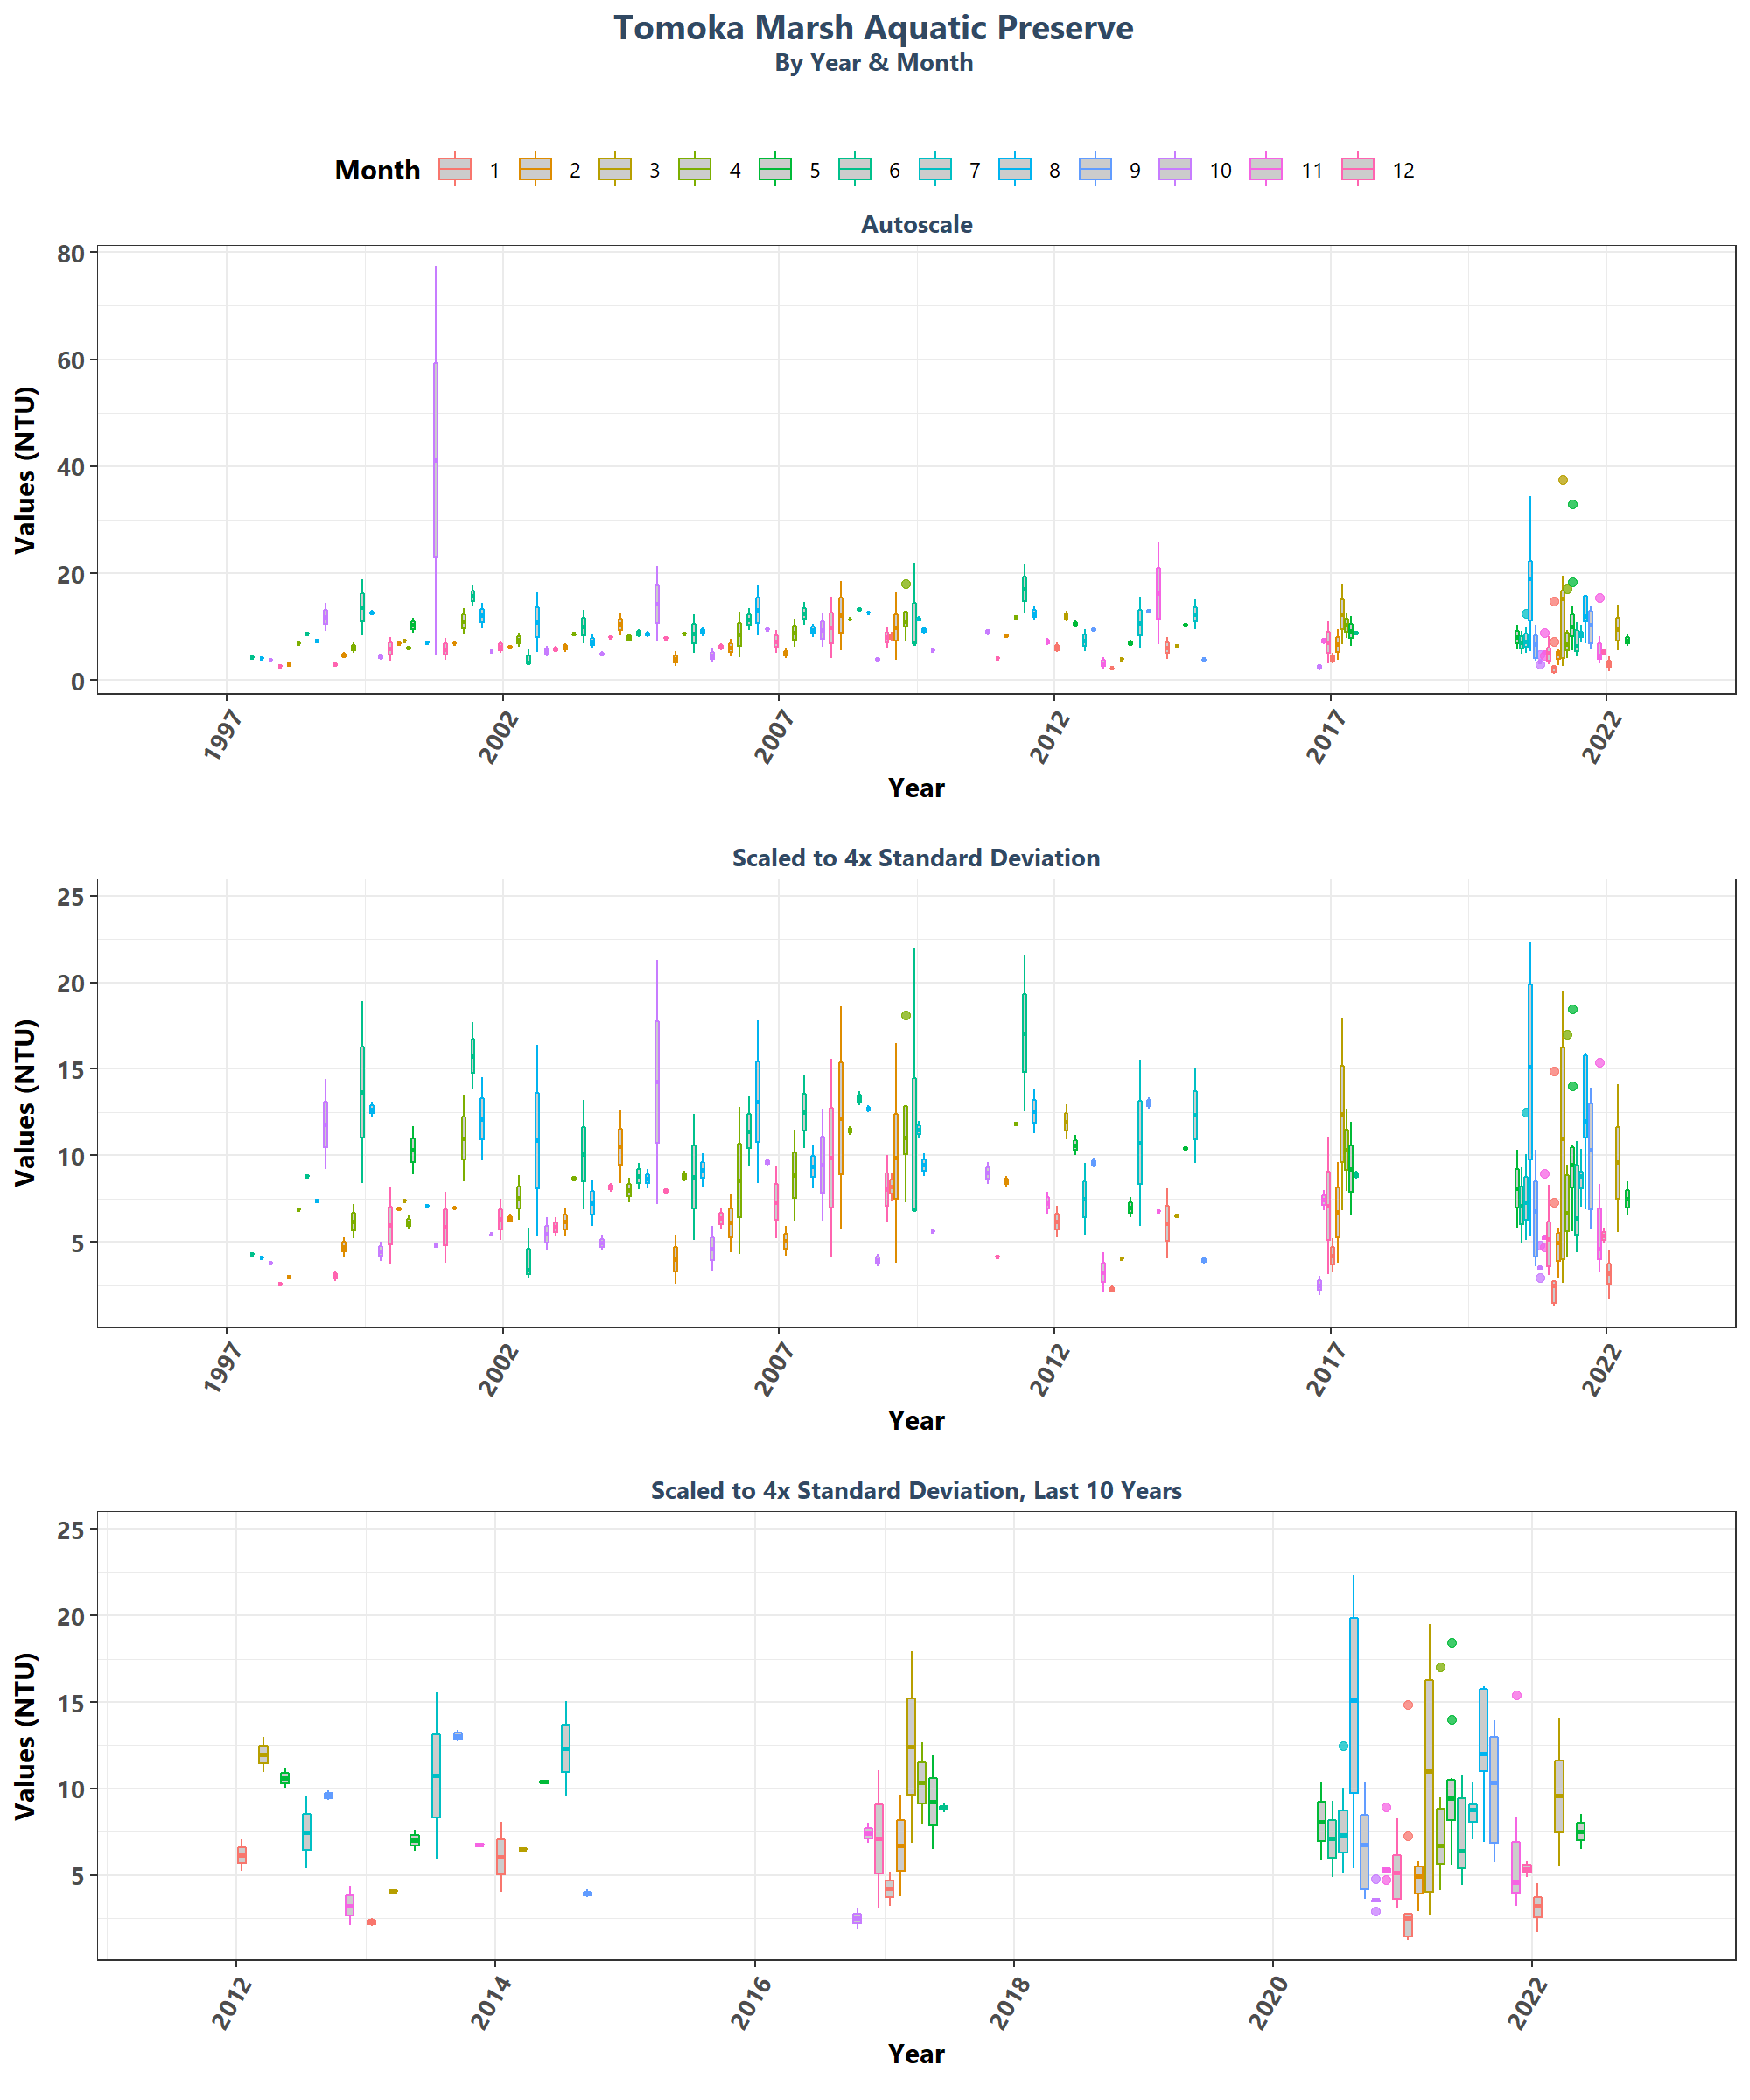 Tomoka Marsh Aquatic Preserve
By Year & Month
Month 1 2 3 4 5 6 7 8 9 10 11 12
Autoscale
80
60
40
20
0
Values (NTU)
1997 2002 2007 2012 2017 2022
Year
Scaled to 4x Standard Deviation
25
20
15
10
5
Values (NTU)
1997 2002 2007 2012 2017 2022
Year
Scaled to 4x Standard Deviation, Last 10 Years
25
20
15
10
5
Values (NTU)
2012 2014 2016 2018 2020 2022
Year